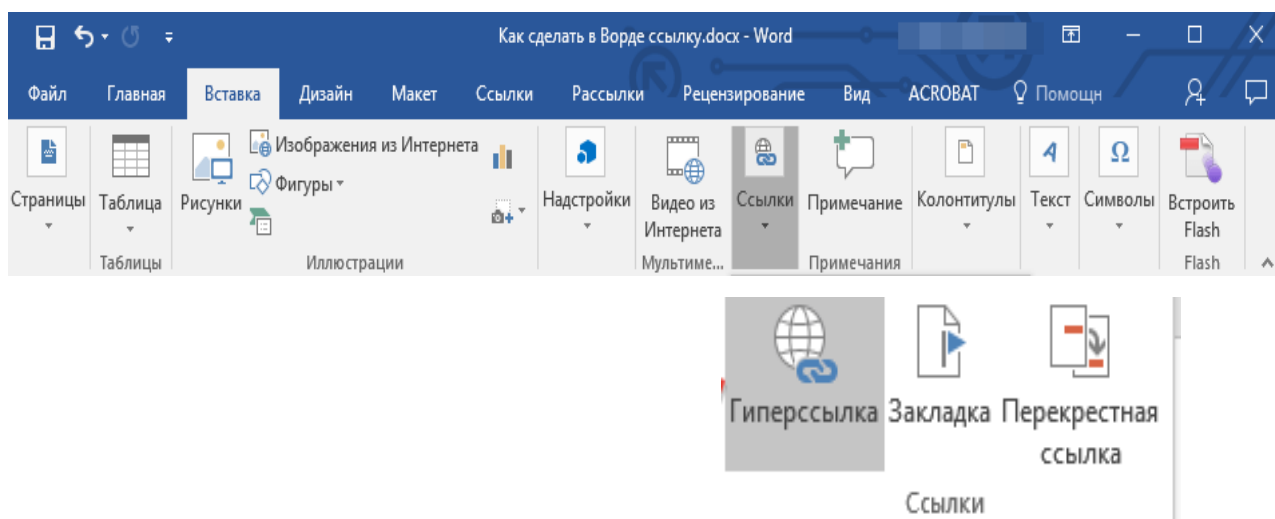 Как сделать в Ворде ссылку.docx - Word
Файл Главная Вставка Дизайн Макет Ссылки Рассылки Рецензирование Вид ACROBAT Помощн
Изображения из Интернета
Фигуры
Страницы Таблица Рисунки Надстройки Видео из Интернета Ссылки Примечание Колонтитулы Текст Символы Встроить Flash
Таблицы Иллюстрации Мультиме... Примечания Flash
Гиперссылка Закладка Перекрестная
ссылка
Ссылки